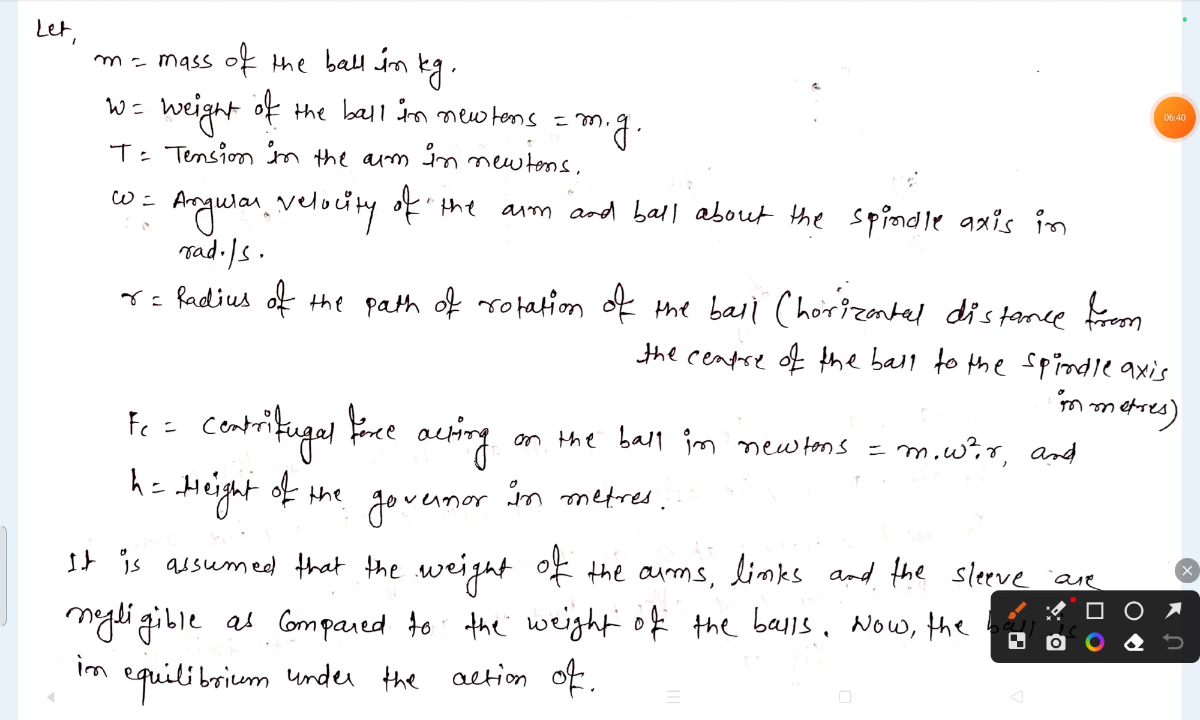 Let,
m = mass of the ball in kg.
W = Weight of the ball in newtons = m.g.
T = Tension in the arm in newtons.
ω = Angular velocity of the arm and ball about the spindle axis in
rad./s.
r = Radius of the path of rotation of the ball (horizontal distance from
the centre of the ball to the spindle axis
in metres)
06:40
Fc = Centrifugal force acting on the ball in newtons = m.ω².r, and
h = Height of the governor in metres.
It is assumed that the weight of the arms, links and the sleeve are
negligible as Compared to the weight of the balls. Now, the ball is
in equilibrium under the action of.